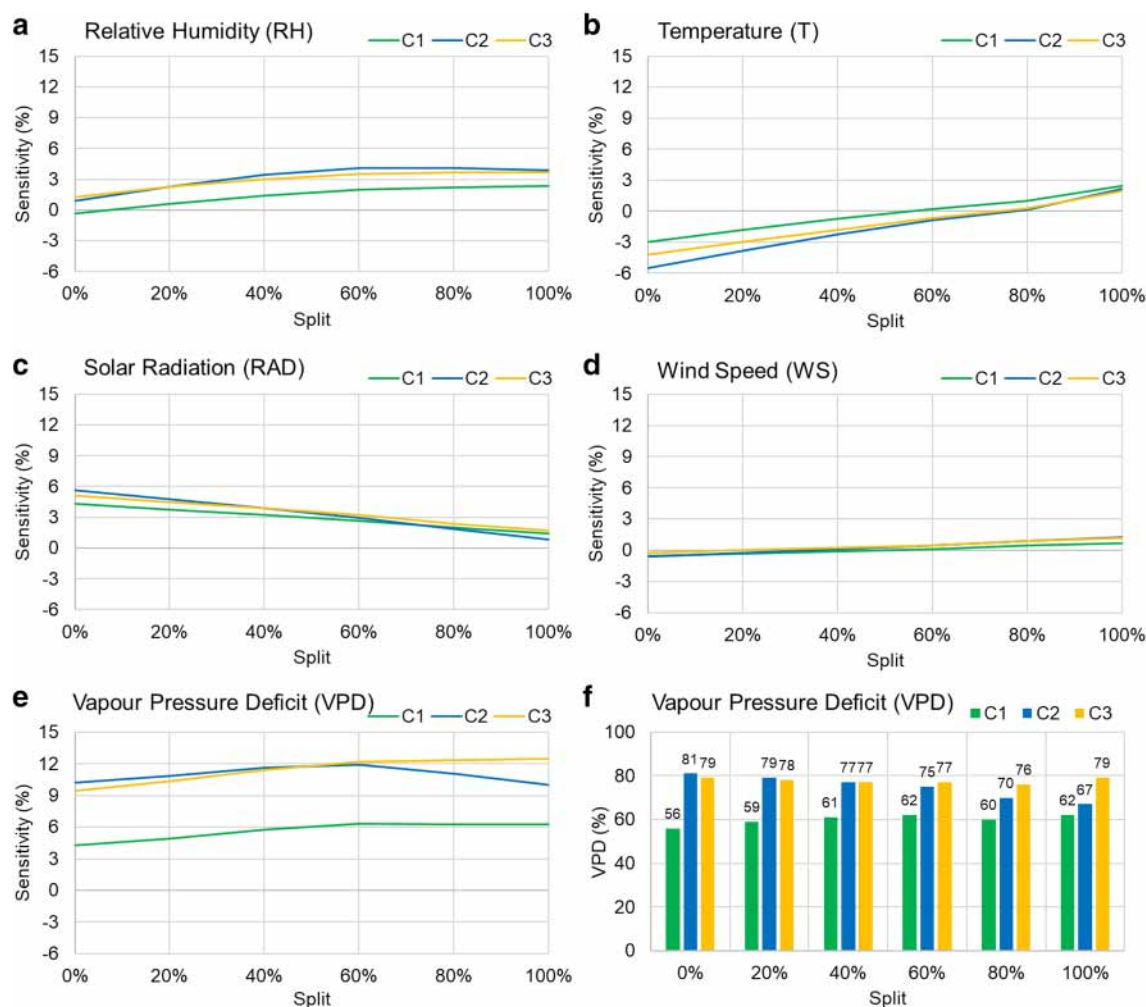 a Relative Humidity (RH)
C1 C2 C3
15
12
9
6
3
0
-3
-6
Sensitivity (%)
0% 20% 40% 60% 80% 100%
Split
b Temperature (T)
C1 C2 C3
15
12
9
6
3
0
-3
-6
Sensitivity (%)
0% 20% 40% 60% 80% 100%
Split
c Solar Radiation (RAD)
C1 C2 C3
15
12
9
6
3
0
-3
-6
Sensitivity (%)
0% 20% 40% 60% 80% 100%
Split
d Wind Speed (WS)
C1 C2 C3
15
12
9
6
3
0
-3
-6
Sensitivity (%)
0% 20% 40% 60% 80% 100%
Split
e Vapour Pressure Deficit (VPD)
C1 C2 C3
15
12
9
6
3
0
-3
-6
Sensitivity (%)
0% 20% 40% 60% 80% 100%
Split
f Vapour Pressure Deficit (VPD)
C1 C2 C3
100
80
60
40
20
0
VPD (%)
56 81 79 59 79 78 61 77 77 62 75 77 60 70 76 62 67 79
0% 20% 40% 60% 80% 100%
Split